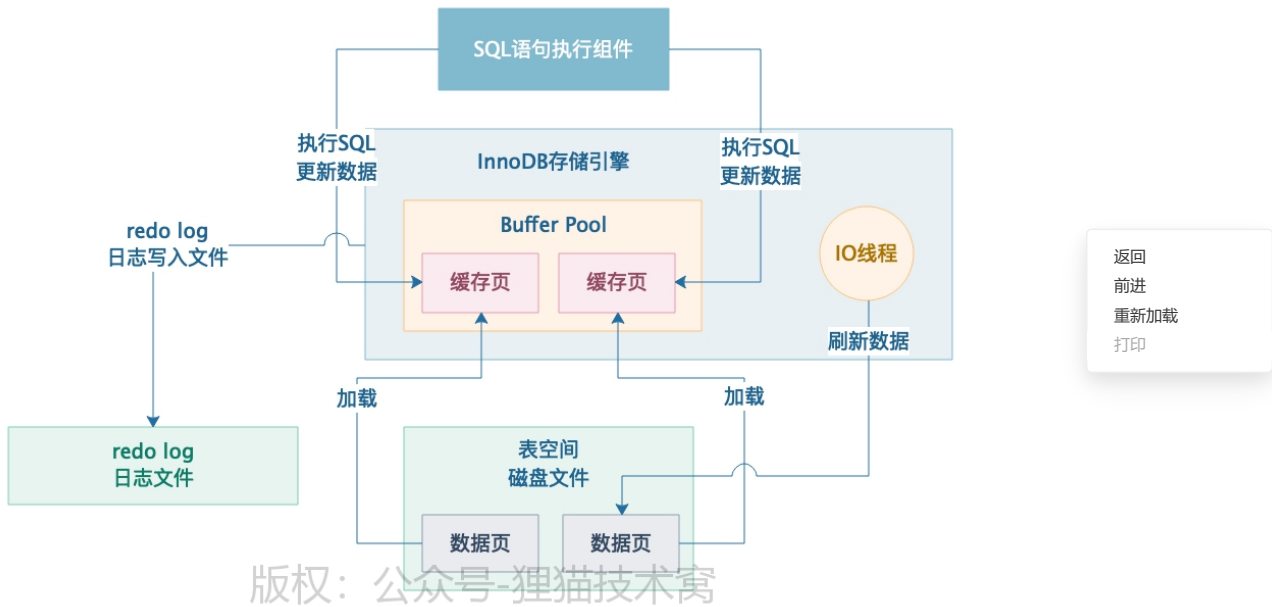 SQL语句执行组件
执行SQL
更新数据
执行SQL
更新数据
InnoDB存储引擎
redo log
日志写入文件
Buffer Pool
缓存页
缓存页
IO线程
刷新数据
返回
前进
重新加载
打印
加载
加载
redo log
日志文件
表空间
磁盘文件
数据页
数据页
版权：公众号-狸猫技术窝